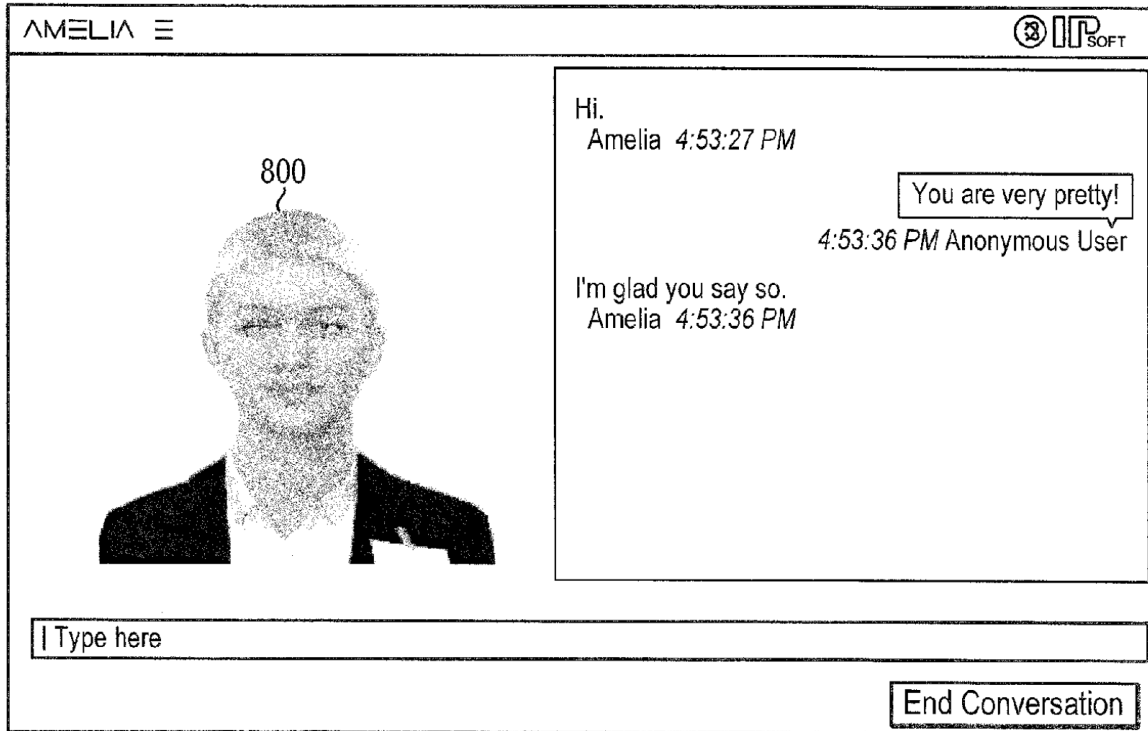 AMELIA
IPSOFT
800
Hi.
Amelia 4:53:27 PM
You are very pretty!
4:53:36 PM Anonymous User
I'm glad you say so.
Amelia 4:53:36 PM
Type here
End Conversation